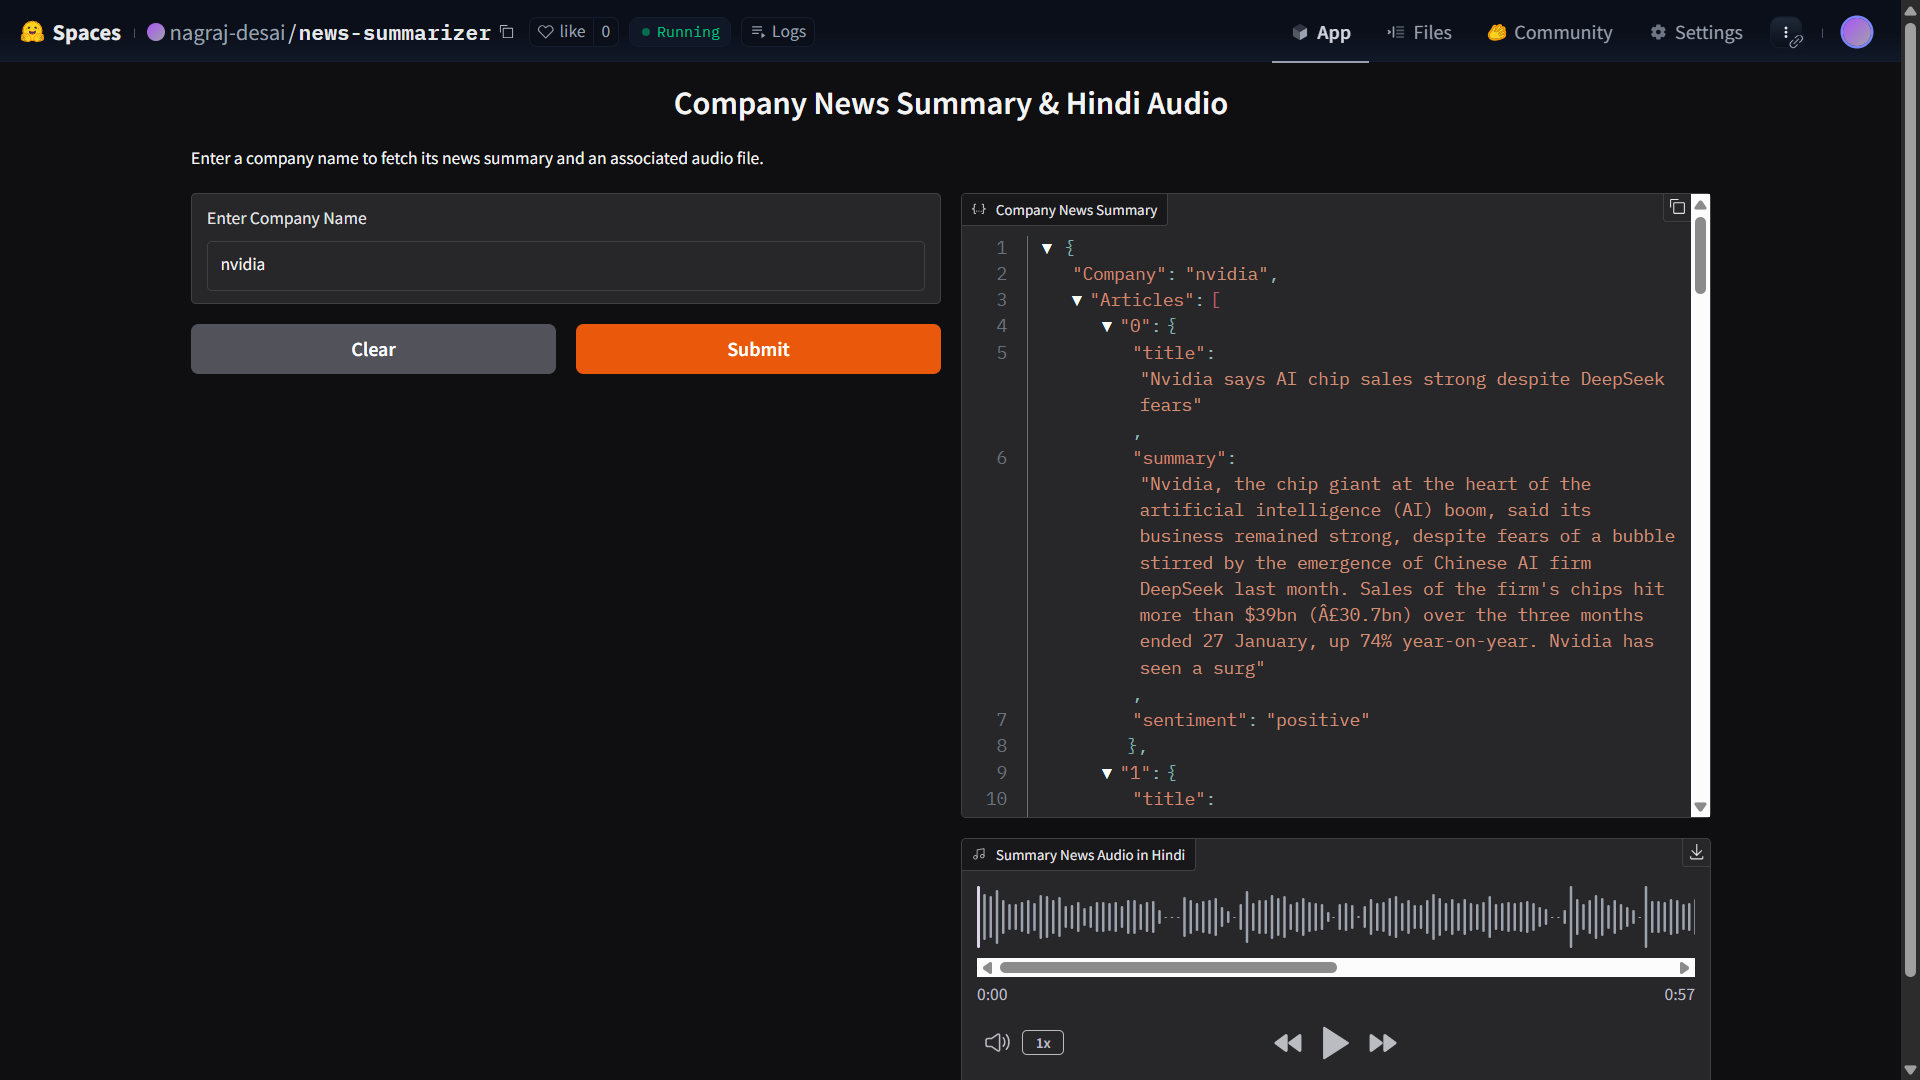 Spaces nagraj-desai/news-summarizer like 0 Running Logs App Files Community Settings
Company News Summary & Hindi Audio
Enter a company name to fetch its news summary and an associated audio file.
Enter Company Name
nvidia
Clear Submit
Company News Summary
1 {
2 "Company": "nvidia",
3 "Articles": [
4 "0": {
5 "title":
"Nvidia says AI chip sales strong despite DeepSeek
fears"
,
6 "summary":
"Nvidia, the chip giant at the heart of the
artificial intelligence (AI) boom, said its
business remained strong, despite fears of a bubble
stirred by the emergence of Chinese AI firm
DeepSeek last month. Sales of the firm's chips hit
more than $39bn (Â£30.7bn) over the three months
ended 27 January, up 74% year-on-year. Nvidia has
seen a surg"
,
7 "sentiment": "positive"
8 },
9 "1": {
10 "title":
Summary News Audio in Hindi
0:00 0:57
1x